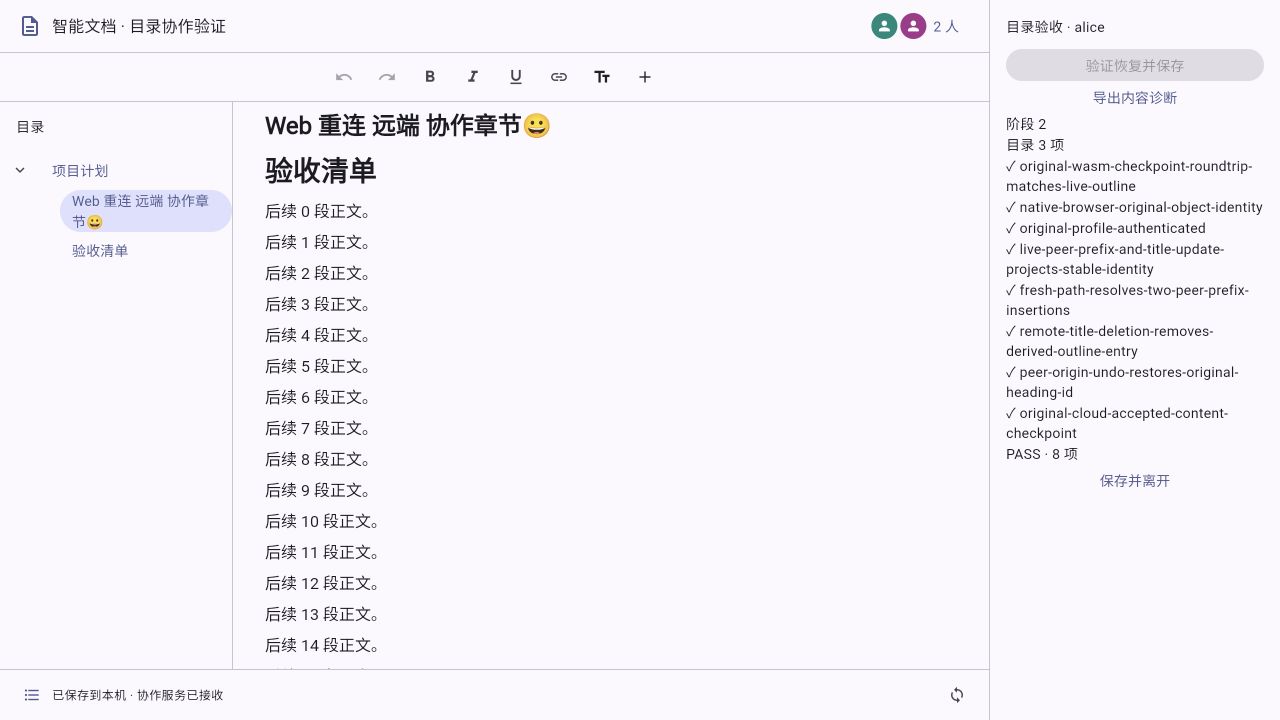 智能文档 · 目录协作验证
2 人
目录
项目计划
Web 重连 远端 协作章
节😀
验收清单
Web 重连 远端 协作章节😀
验收清单
后续 0 段正文。
后续 1 段正文。
后续 2 段正文。
后续 3 段正文。
后续 4 段正文。
后续 5 段正文。
后续 6 段正文。
后续 7 段正文。
后续 8 段正文。
后续 9 段正文。
后续 10 段正文。
后续 11 段正文。
后续 12 段正文。
后续 13 段正文。
后续 14 段正文。
已保存到本机 · 协作服务已接收
目录验收 · alice
验证恢复并保存
导出内容诊断
阶段 2
目录 3 项
✓ original-wasm-checkpoint-roundtrip-
matches-live-outline
✓ native-browser-original-object-identity
✓ original-profile-authenticated
✓ live-peer-prefix-and-title-update-
projects-stable-identity
✓ fresh-path-resolves-two-peer-prefix-
insertions
✓ remote-title-deletion-removes-
derived-outline-entry
✓ peer-origin-undo-restores-original-
heading-id
✓ original-cloud-accepted-content-
checkpoint
PASS · 8 项
保存并离开